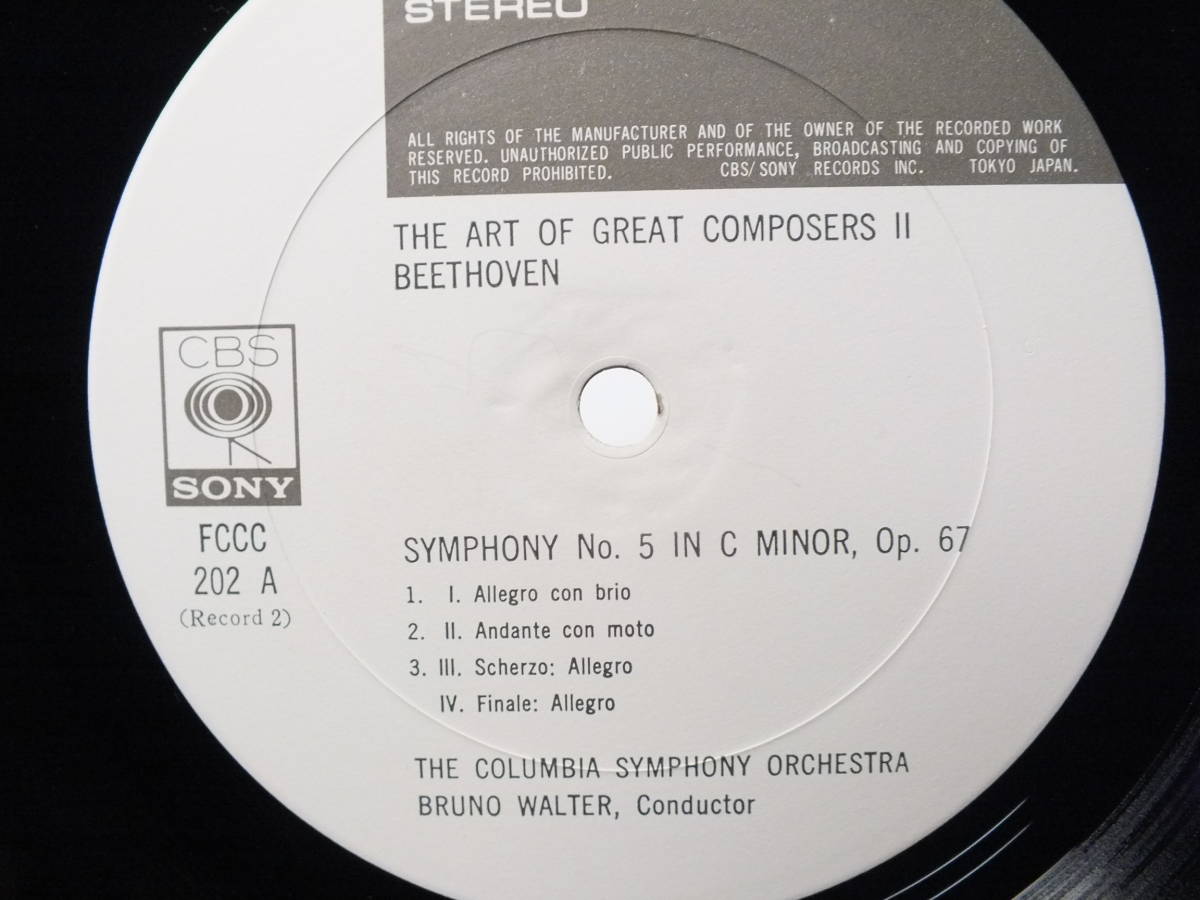 STEREO
ALL RIGHTS OF THE MANUFACTURER AND OF THE OWNER OF THE RECORDED WORK
RESERVED. UNAUTHORIZED PUBLIC PERFORMANCE, BROADCASTING AND COPYING OF
THIS RECORD PROHIBITED. CBS/SONY RECORDS INC. TOKYO JAPAN.
THE ART OF GREAT COMPOSERS II
BEETHOVEN
CBS
SONY
FCCC
202 A
(Record 2)
SYMPHONY No. 5 IN C MINOR, Op. 67
1. I. Allegro con brio
2. II. Andante con moto
3. III. Scherzo: Allegro
IV. Finale: Allegro
THE COLUMBIA SYMPHONY ORCHESTRA
BRUNO WALTER, Conductor